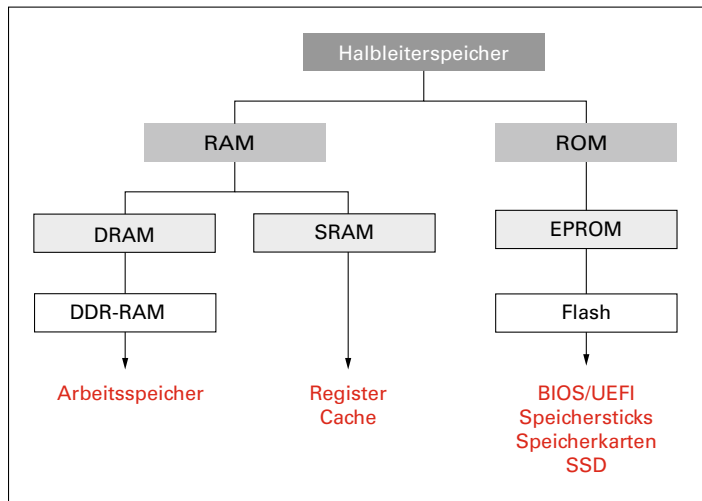 Halbleiterspeicher
RAM
ROM
DRAM
SRAM
EPROM
DDR-RAM
Flash
Arbeitsspeicher
Register
Cache
BIOS/UEFI
Speichersticks
Speicherkarten
SSD